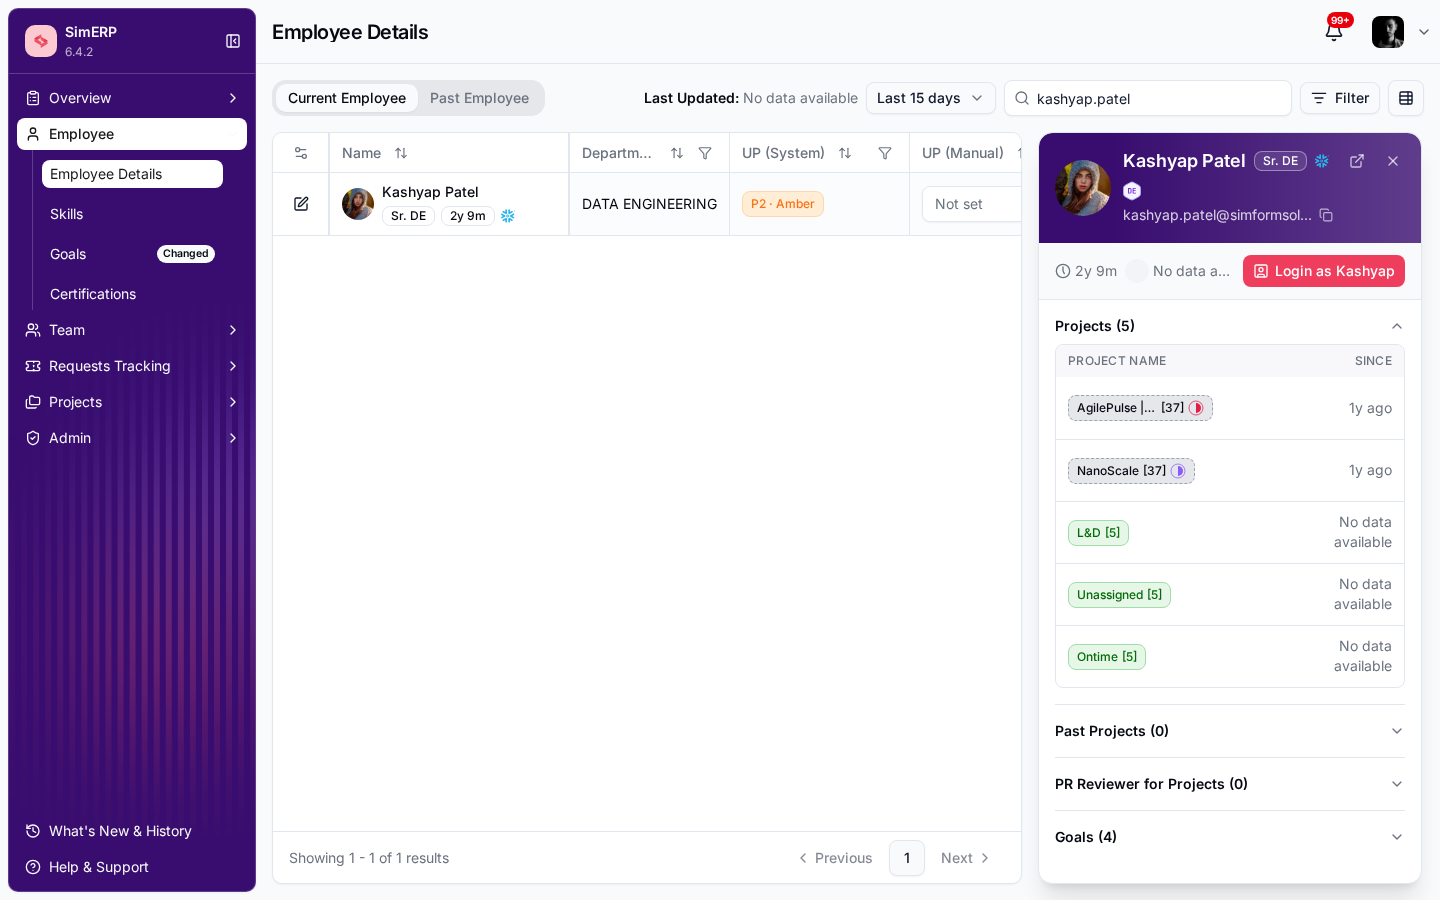 SimERP
6.4.2
Overview
Employee
Employee Details
Skills
Goals
Changed
Certifications
Team
Requests Tracking
Projects
Admin
What's New & History
Help & Support
Employee Details
99+
Current Employee
Past Employee
Last Updated: No data available
Last 15 days
kashyap.patel
Filter
Name
Departm...
UP (System)
UP (Manual)
Kashyap Patel
Sr. DE
2y 9m
DATA ENGINEERING
P2 · Amber
Not set
Showing 1 - 1 of 1 results
Previous
1
Next
Kashyap Patel
Sr. DE
DE
kashyap.patel@simformsol...
2y 9m
No data a...
Login as Kashyap
Projects (5)
PROJECT NAME
SINCE
AgilePulse |... [37]
1y ago
NanoScale [37]
1y ago
L&D [5]
No data
available
Unassigned [5]
No data
available
Ontime [5]
No data
available
Past Projects (0)
PR Reviewer for Projects (0)
Goals (4)